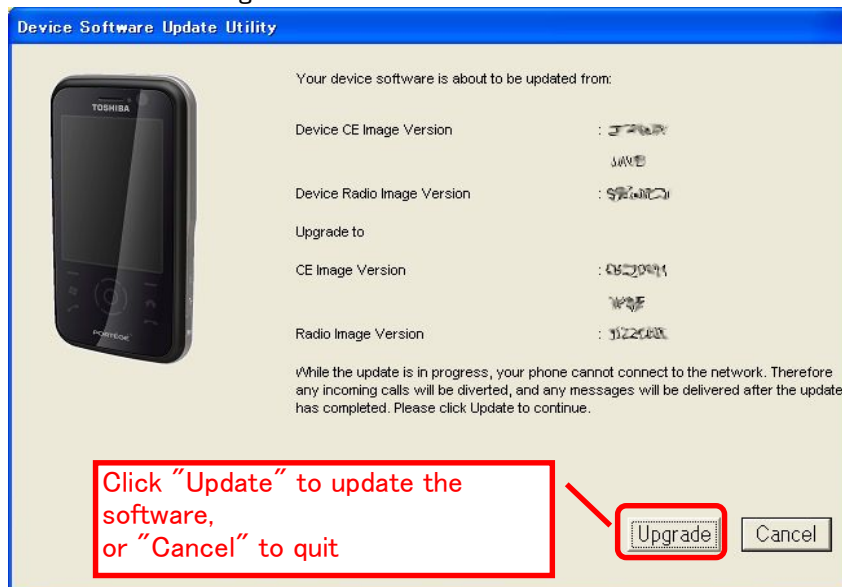 Device Software Update Utility
TOSHIBA
PORTEGE
Your device software is about to be updated from:
Device CE Image Version :
Device Radio Image Version :
Upgrade to
CE Image Version :
Radio Image Version :
While the update is in progress, your phone cannot connect to the network. Therefore
any incoming calls will be diverted, and any messages will be delivered after the update
has completed. Please click Update to continue.
Click "Update" to update the
software,
or "Cancel" to quit
Upgrade
Cancel